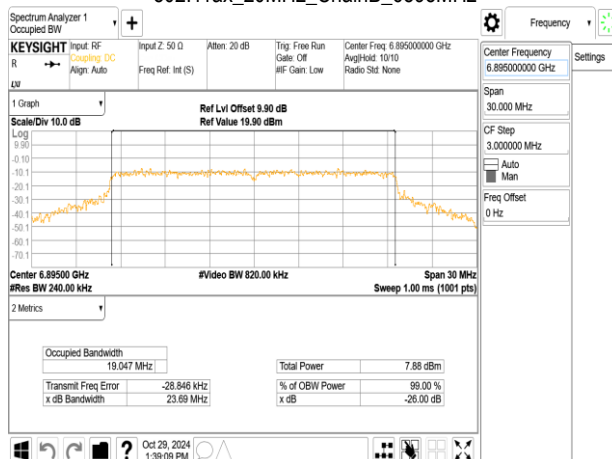 Spectrum Analyzer 1
Occupied BW
Frequency
KEYSIGHT
R
LXI
Input: RF
Coupling: DC
Align: Auto
Input Z: 50 Ω
Freq Ref: Int (S)
Atten: 20 dB
Trig: Free Run
Gate: Off
#IF Gain: Low
Center Freq: 6.895000000 GHz
Avg|Hold: 10/10
Radio Std: None
Center Frequency
6.895000000 GHz
Settings
Span
30.000 MHz
CF Step
3.000000 MHz
Auto
Man
Freq Offset
0 Hz
1 Graph
Scale/Div 10.0 dB
Ref Lvl Offset 9.90 dB
Ref Value 19.90 dBm
Log
9.90
-0.10
-10.1
-20.1
-30.1
-40.1
-50.1
-60.1
-70.1
Center 6.89500 GHz
#Res BW 240.00 kHz
#Video BW 820.00 kHz
Span 30 MHz
Sweep 1.00 ms (1001 pts)
2 Metrics
Occupied Bandwidth
19.047 MHz
Total Power 7.88 dBm
Transmit Freq Error -28.846 kHz
% of OBW Power 99.00 %
x dB Bandwidth 23.69 MHz
x dB -26.00 dB
?
Oct 29, 2024
1:39:09 PM